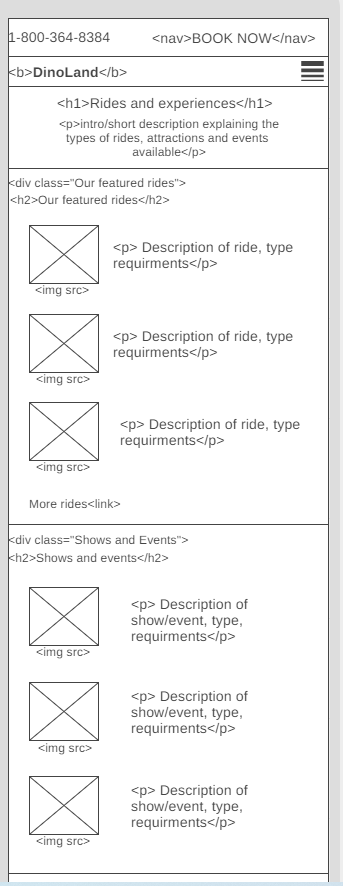 1-800-364-8384 <nav>BOOK NOW</nav>
<b>DinoLand</b>
<h1>Rides and experiences</h1>
<p>intro/short description explaining the
types of rides, attractions and events
available</p>
<div class="Our featured rides">
<h2>Our featured rides</h2>
<p> Description of ride, type
requirments</p>
<img src>
<p> Description of ride, type
requirments</p>
<img src>
<p> Description of ride, type
requirments</p>
<img src>
More rides<link>
<div class="Shows and Events">
<h2>Shows and events</h2>
<p> Description of
show/event, type,
requirments</p>
<img src>
<p> Description of
show/event, type,
requirments</p>
<img src>
<p> Description of
show/event, type,
requirments</p>
<img src>